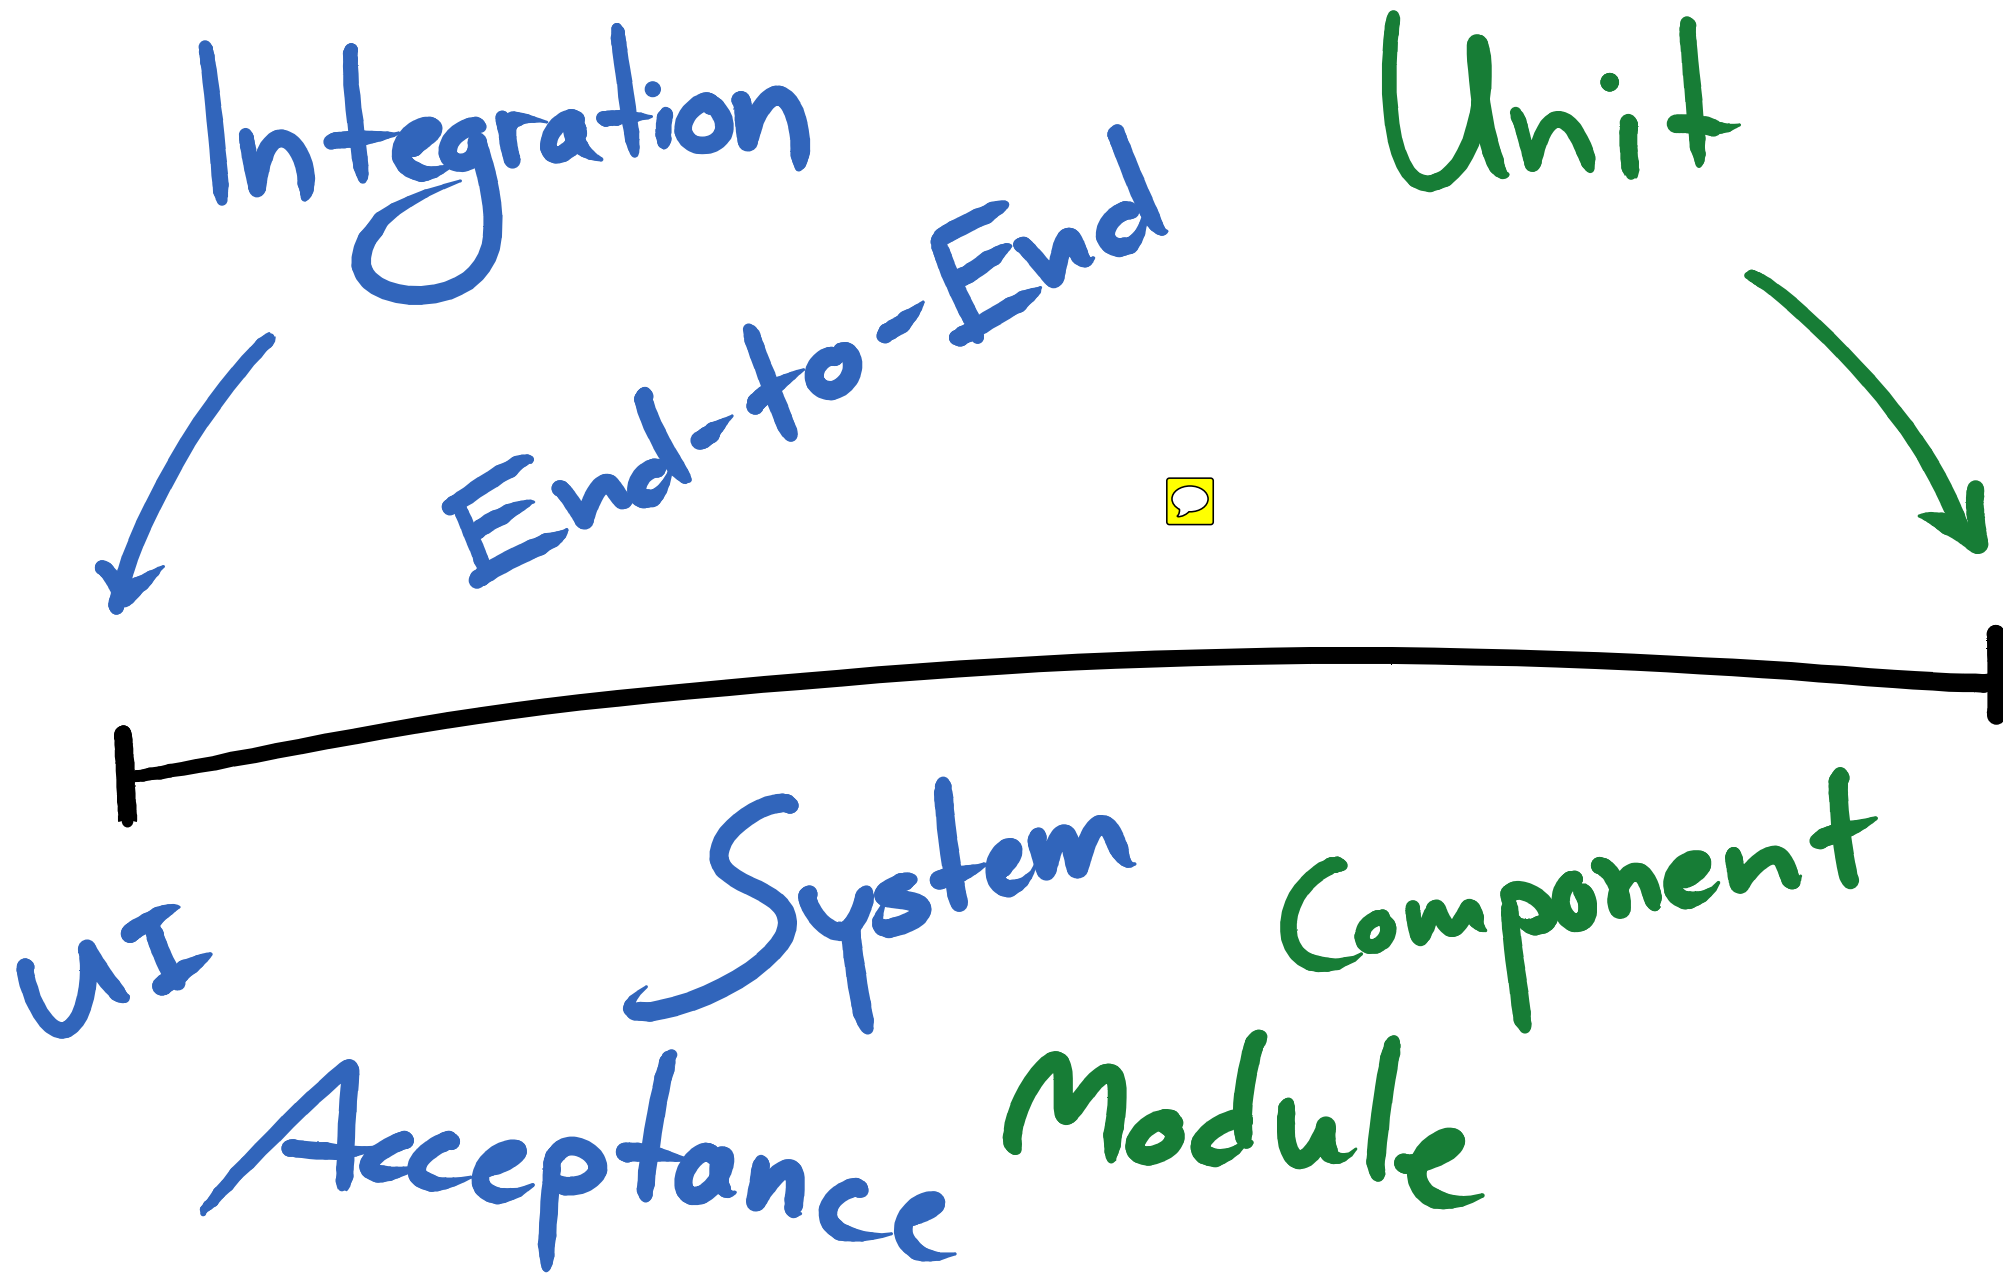 Integration
Unit
End-to-End
System
Component
UI
Acceptance
Module